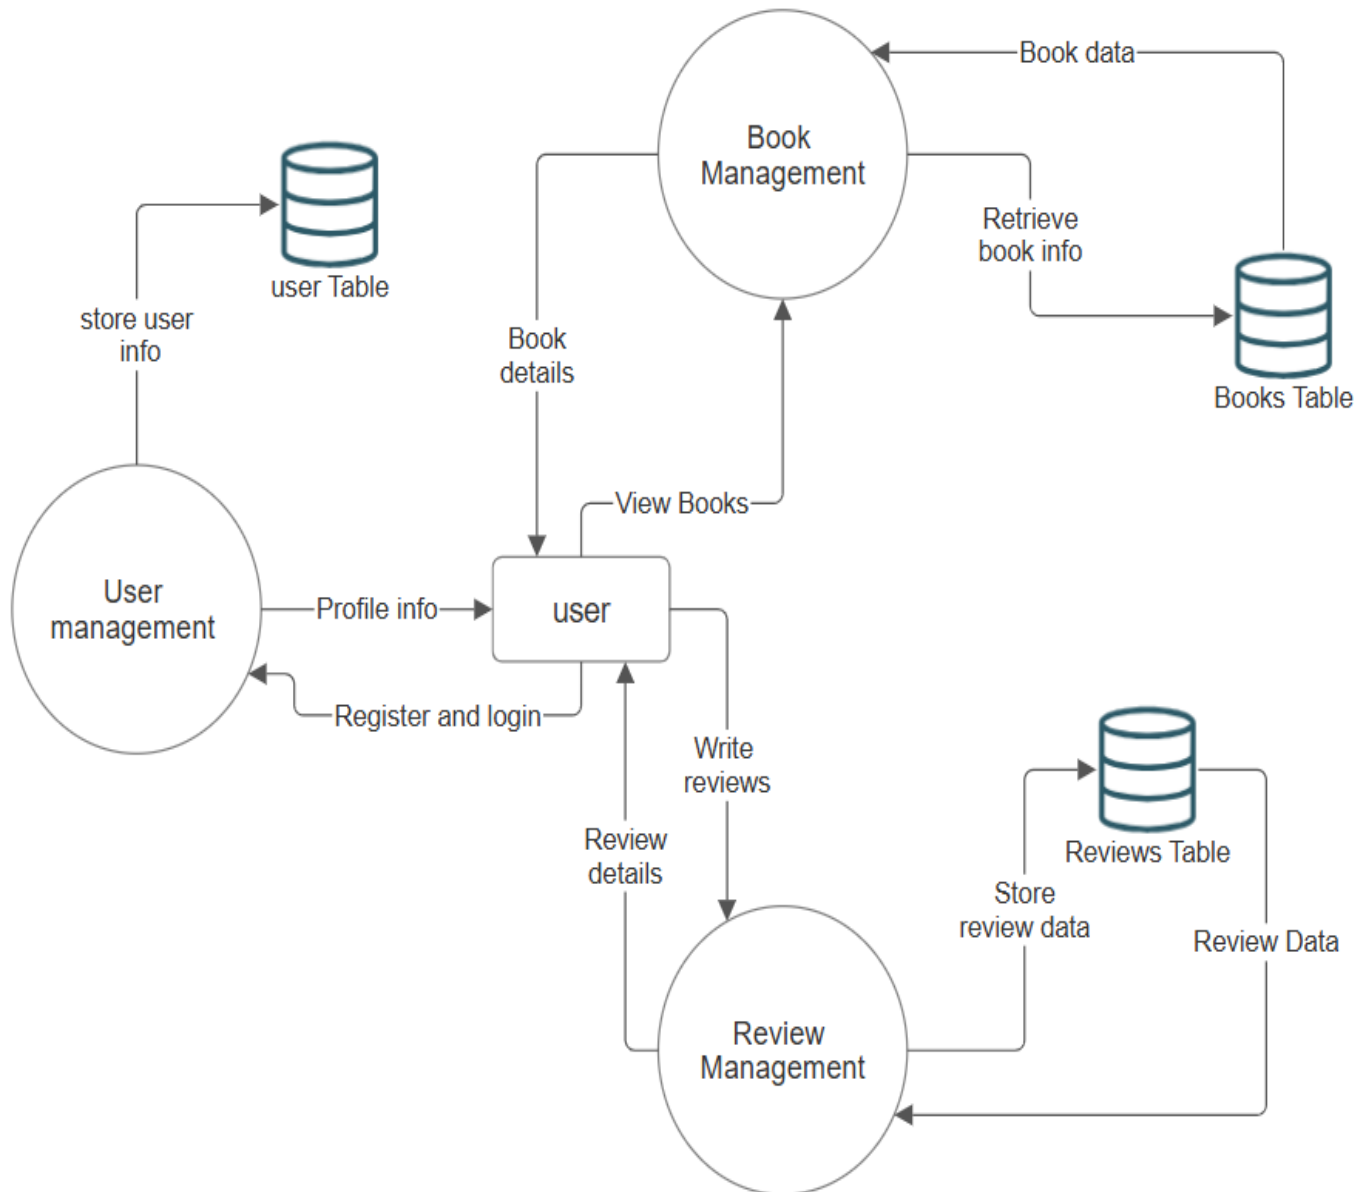 Book data
Book
Management
Retrieve
book info
user Table
store user
info
Book
details
Books Table
View Books
User
management
Profile info
user
Register and login
Write
reviews
Review
details
Reviews Table
Store
review data
Review Data
Review
Management